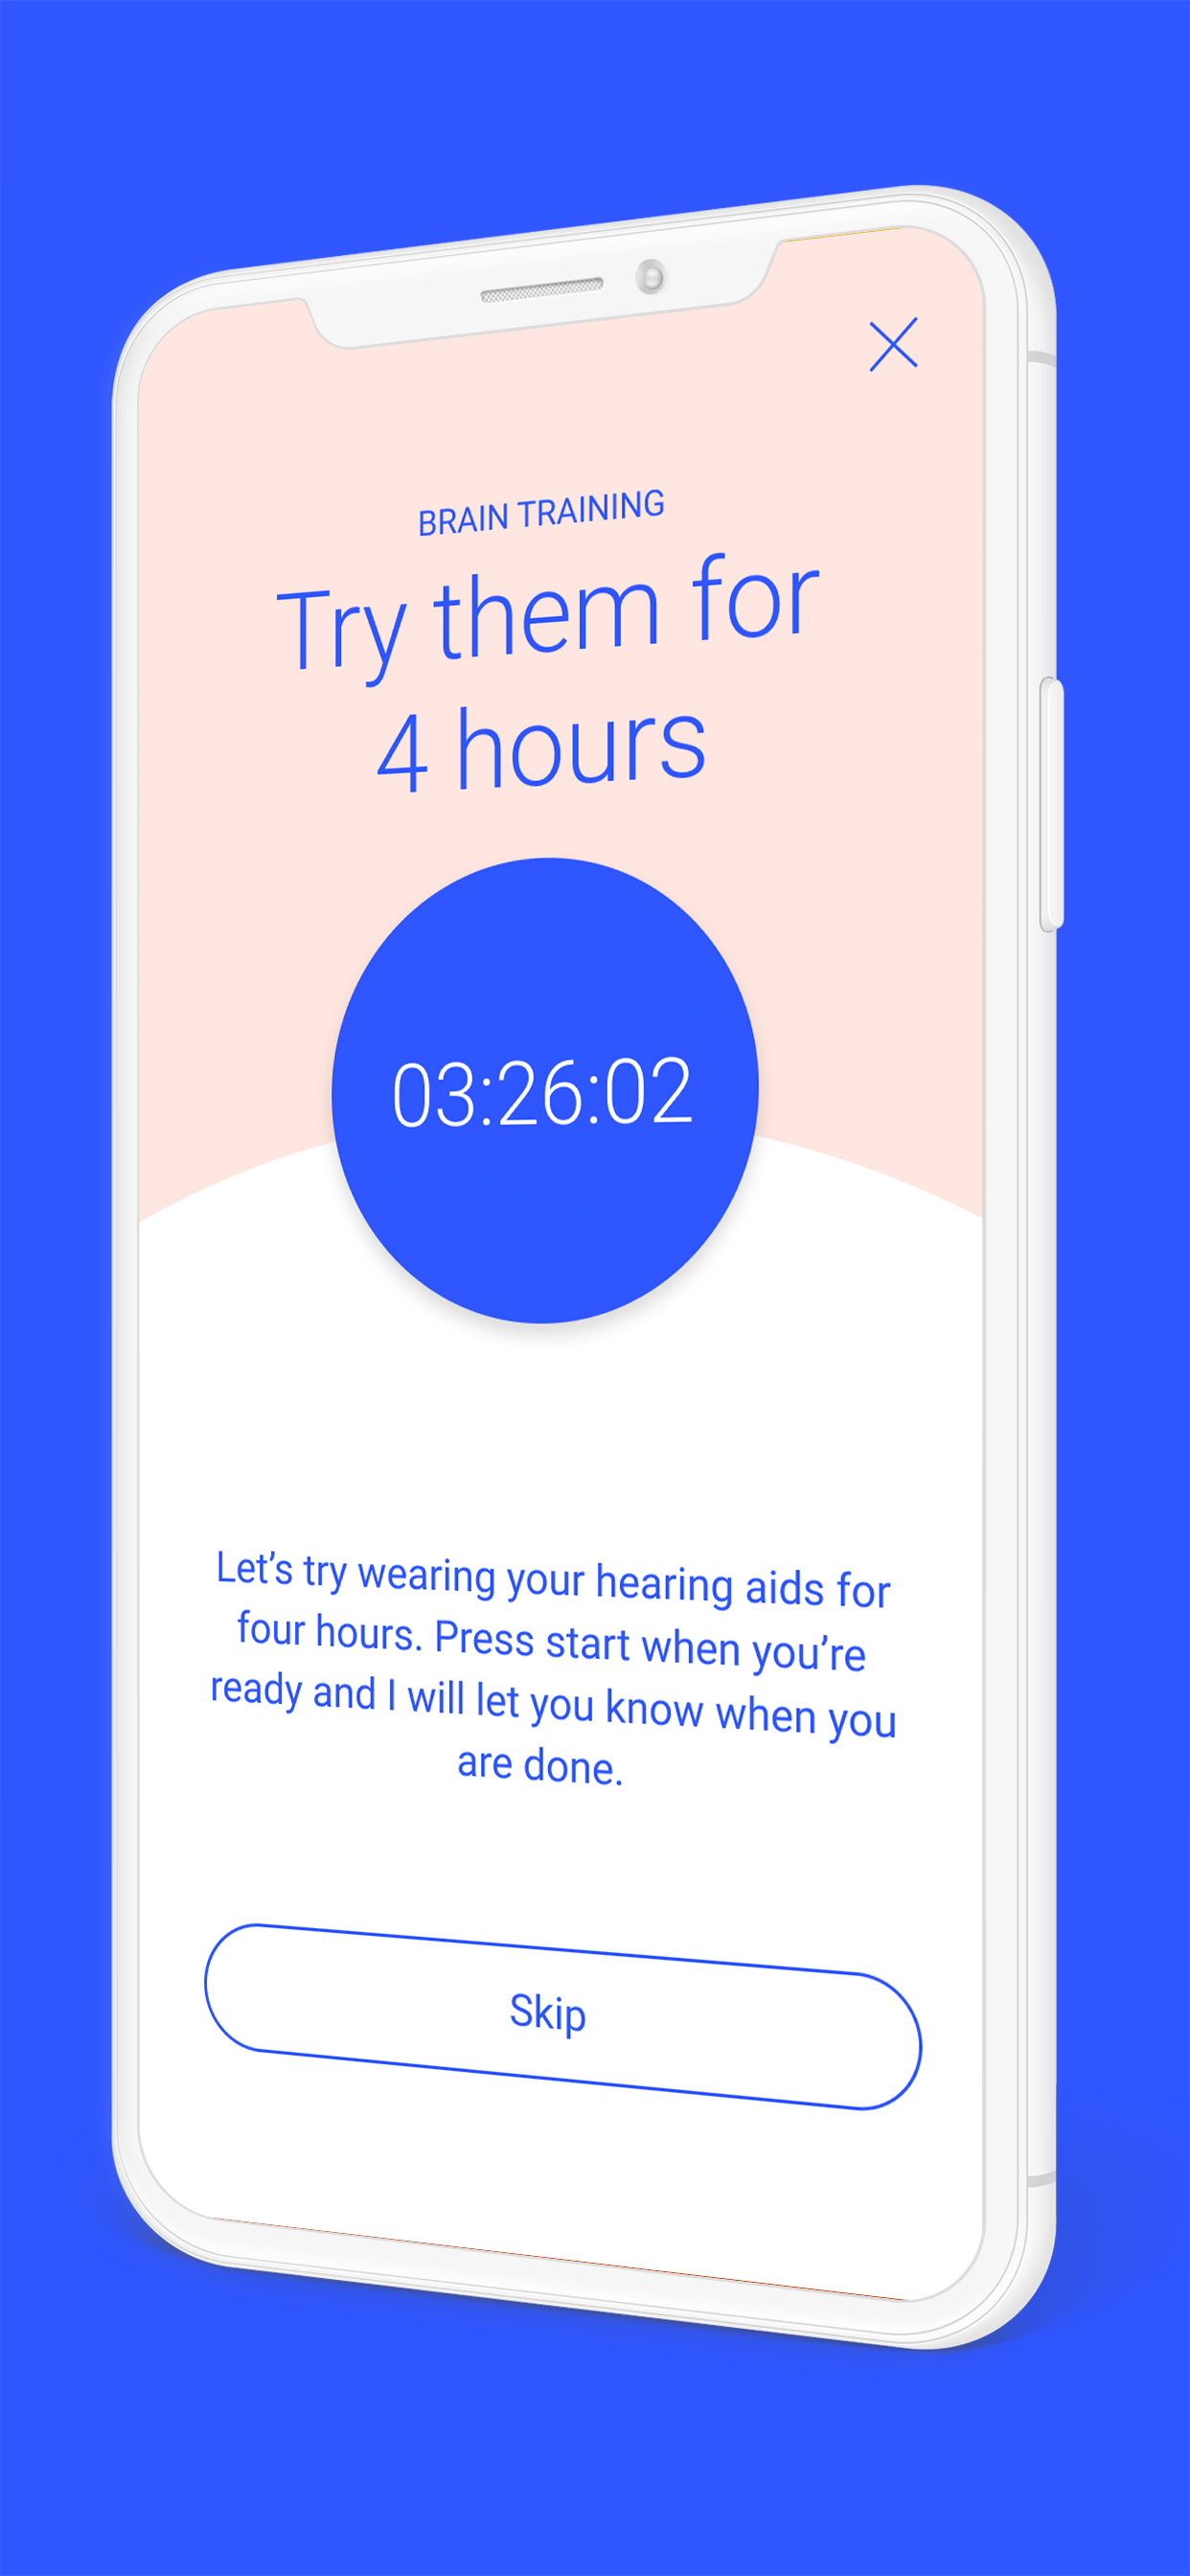 BRAIN TRAINING
Try them for
4 hours
03:26:02
Let’s try wearing your hearing aids for
four hours. Press start when you’re
ready and I will let you know when you
are done.
Skip